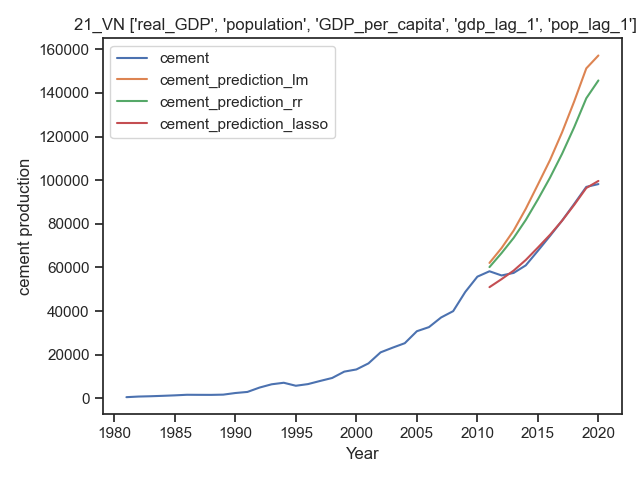 21_VN ['real_GDP', 'population', 'GDP_per_capita', 'gdp_lag_1', 'pop_lag_1']
160000
140000
120000
100000
80000
60000
40000
20000
0
cement production
cement
cement_prediction_lm
cement_prediction_rr
cement_prediction_lasso
1980 1985 1990 1995 2000 2005 2010 2015 2020
Year